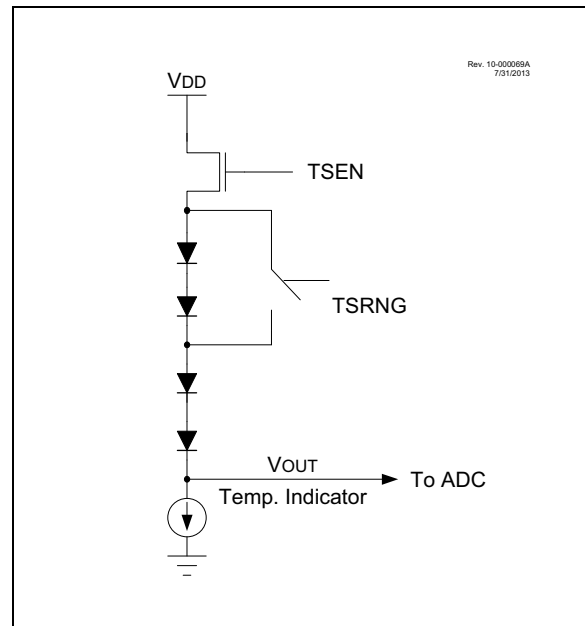 Rev. 10-000069A
7/31/2013
VDD
TSEN
TSRNG
VOUT
To ADC
Temp. Indicator